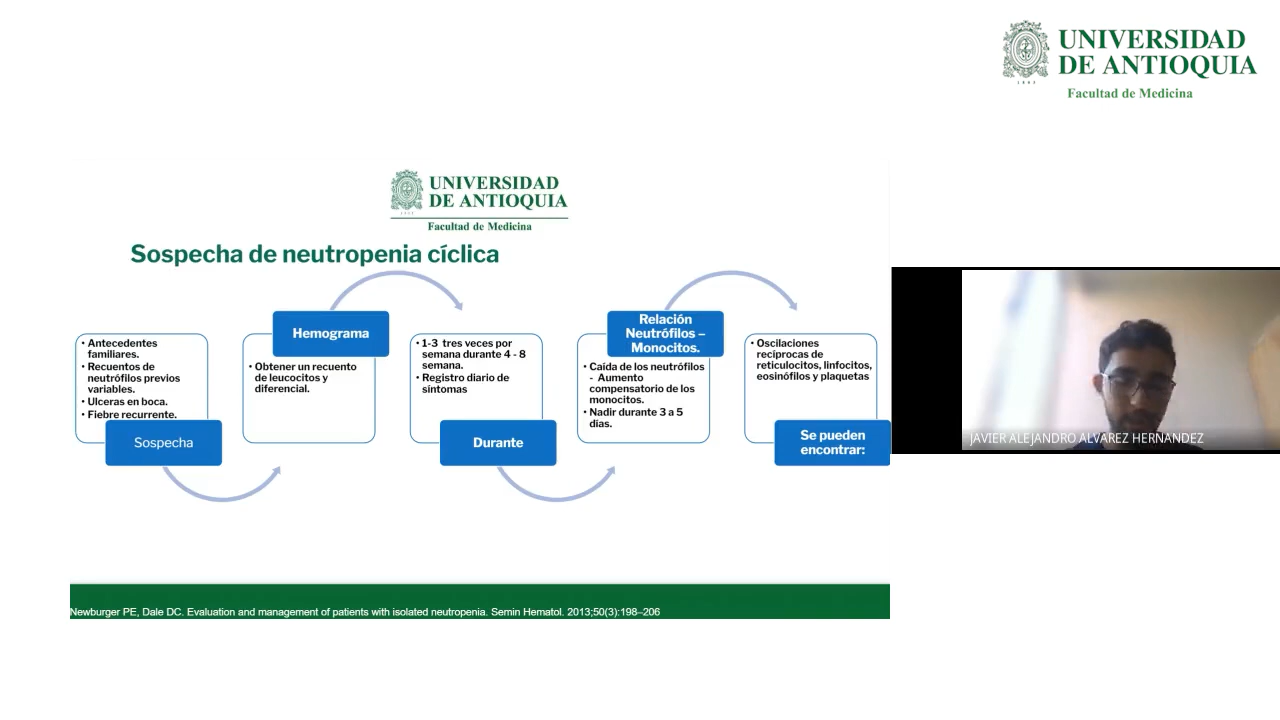 UNIVERSIDAD
DE ANTIOQUIA
1803
Facultad de Medicina
UNIVERSIDAD
DE ANTIOQUIA
1803
Facultad de Medicina
Sospecha de neutropenia cíclica
• Antecedentes
familiares.
• Recuentos de
neutrófilos previos
variables.
• Ulceras en boca.
• Fiebre recurrente.
Sospecha
Hemograma
• Obtener un recuento
de leucocitos y
diferencial.
• 1-3 tres veces por
semana durante 4 - 8
semana.
• Registro diario de
síntomas
Durante
Relación
Neutrófilos –
Monocitos.
• Caída de los neutrófilos
- Aumento
compensatorio de los
monocitos.
• Nadir durante 3 a 5
días.
• Oscilaciones
recíprocas de
reticulocitos, linfocitos,
eosinófilos y plaquetas
Se pueden
encontrar:
JAVIER ALEJANDRO ALVAREZ HERNANDEZ
Newburger PE, Dale DC. Evaluation and management of patients with isolated neutropenia. Semin Hematol. 2013;50(3):198–206